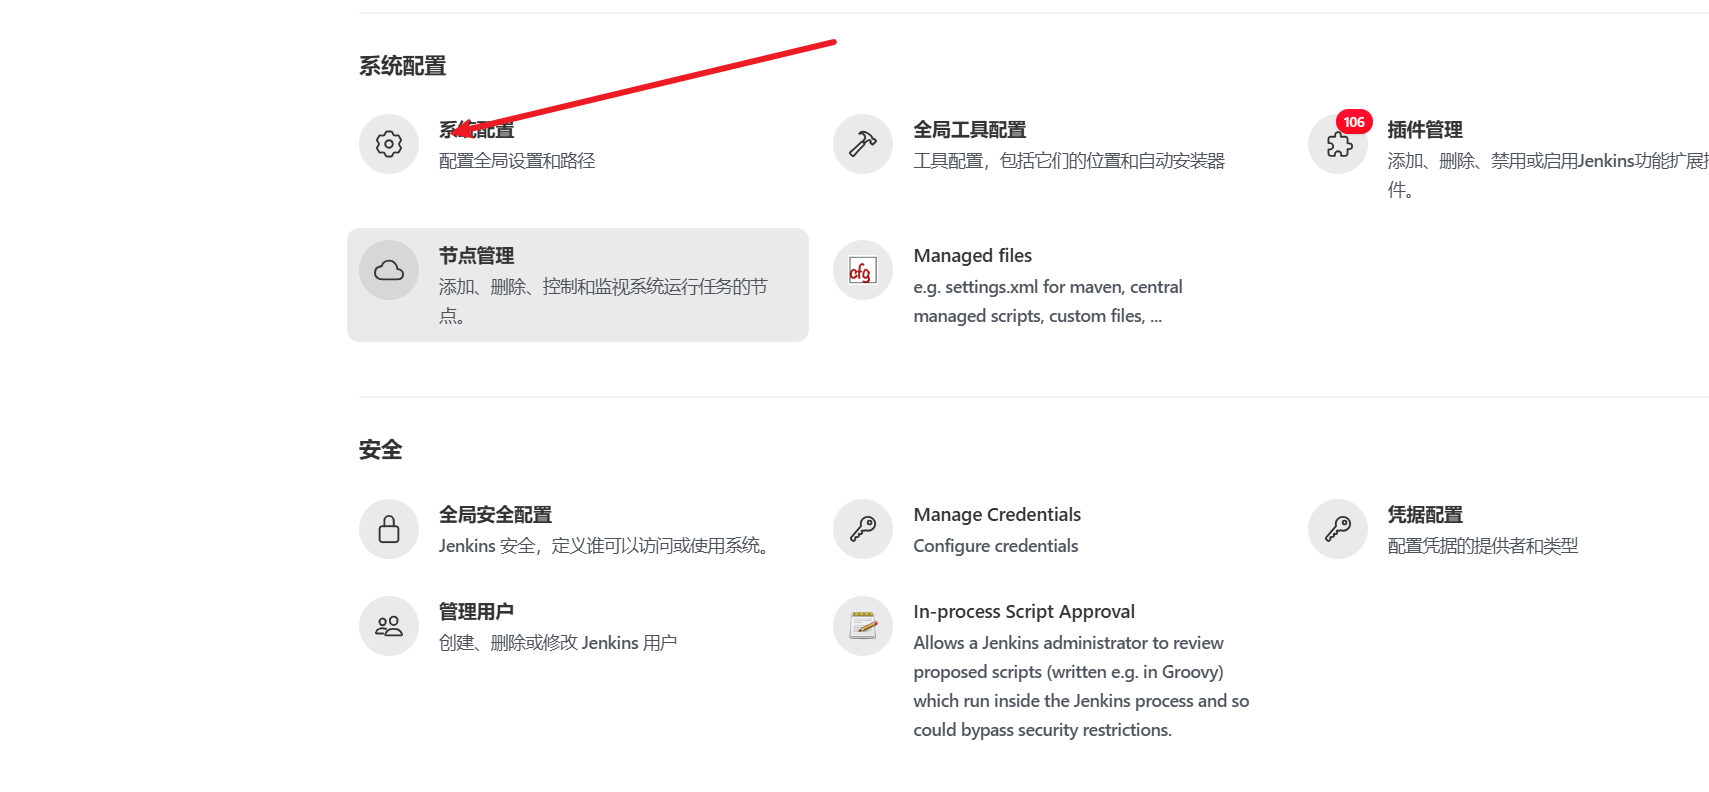 系统配置
系统配置
配置全局设置和路径
全局工具配置
工具配置，包括它们的位置和自动安装器
106
插件管理
添加、删除、禁用或启用Jenkins功能扩展
件。
节点管理
添加、删除、控制和监视系统运行任务的节
点。
cfg
Managed files
e.g. settings.xml for maven, central
managed scripts, custom files, ...
安全
全局安全配置
Jenkins 安全，定义谁可以访问或使用系统。
Manage Credentials
Configure credentials
凭据配置
配置凭据的提供者和类型
管理用户
创建、删除或修改 Jenkins 用户
In-process Script Approval
Allows a Jenkins administrator to review
proposed scripts (written e.g. in Groovy)
which run inside the Jenkins process and so
could bypass security restrictions.